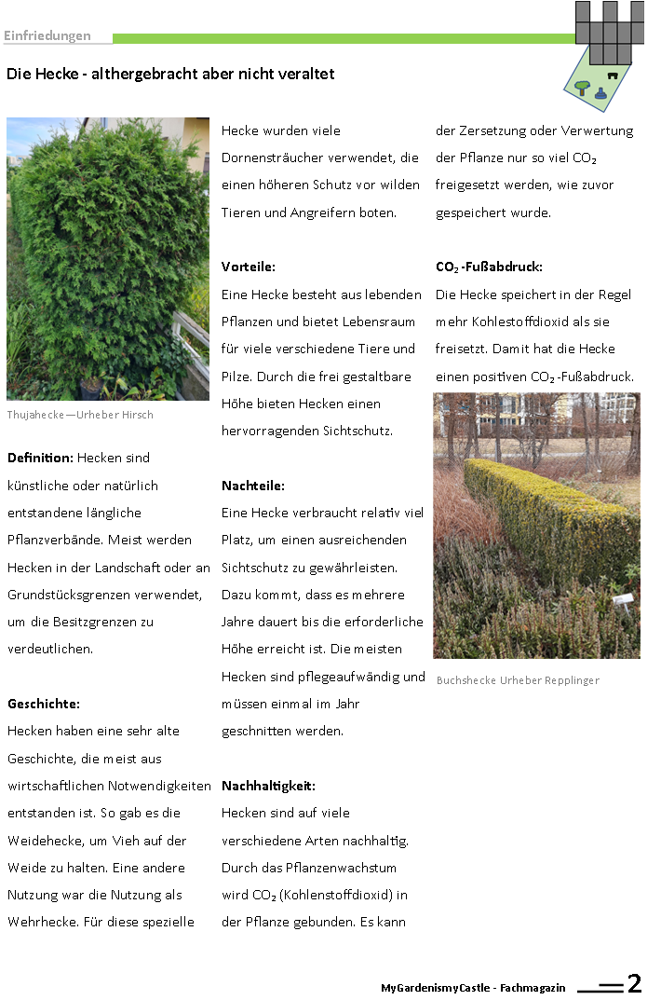 Einfriedungen
Die Hecke - althergebracht aber nicht veraltet
Thujahecke—Urheber Hirsch
Definition: Hecken sind
künstliche oder natürlich
entstandene längliche
Pflanzverbände. Meist werden
Hecken in der Landschaft oder an
Grundstücksgrenzen verwendet,
um die Besitzgrenzen zu
verdeutlichen.
Geschichte:
Hecken haben eine sehr alte
Geschichte, die meist aus
wirtschaftlichen Notwendigkeiten
entstanden ist. So gab es die
Weidehecke, um Vieh auf der
Weide zu halten. Eine andere
Nutzung war die Nutzung als
Wehrhecke. Für diese spezielle
Hecke wurden viele
Dornensträucher verwendet, die
einen höheren Schutz vor wilden
Tieren und Angreifern boten.
Vorteile:
Eine Hecke besteht aus lebenden
Pflanzen und bietet Lebensraum
für viele verschiedene Tiere und
Pilze. Durch die frei gestaltbare
Höhe bieten Hecken einen
hervorragenden Sichtschutz.
Nachteile:
Eine Hecke verbraucht relativ viel
Platz, um einen ausreichenden
Sichtschutz zu gewährleisten.
Dazu kommt, dass es mehrere
Jahre dauert bis die erforderliche
Höhe erreicht ist. Die meisten
Hecken sind pflegeaufwändig und
müssen einmal im Jahr
geschnitten werden.
Nachhaltigkeit:
Hecken sind auf viele
verschiedene Arten nachhaltig.
Durch das Pflanzenwachstum
wird CO₂ (Kohlenstoffdioxid) in
der Pflanze gebunden. Es kann
der Zersetzung oder Verwertung
der Pflanze nur so viel CO₂
freigesetzt werden, wie zuvor
gespeichert wurde.
CO₂ -Fußabdruck:
Die Hecke speichert in der Regel
mehr Kohlestoffdioxid als sie
freisetzt. Damit hat die Hecke
einen positiven CO₂ -Fußabdruck.
Buchshecke Urheber Repplinger
MyGardenismyCastle - Fachmagazin
2